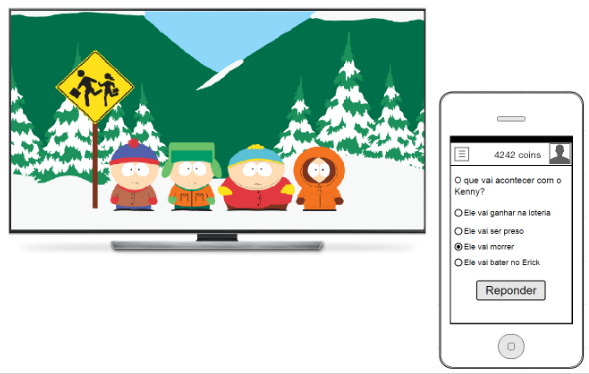 4242 coins
O que vai acontecer com o
Kenny?
Ele vai ganhar na loteria
Ele vai ser preso
Ele vai morrer
Ele vai bater no Erick
Reponder